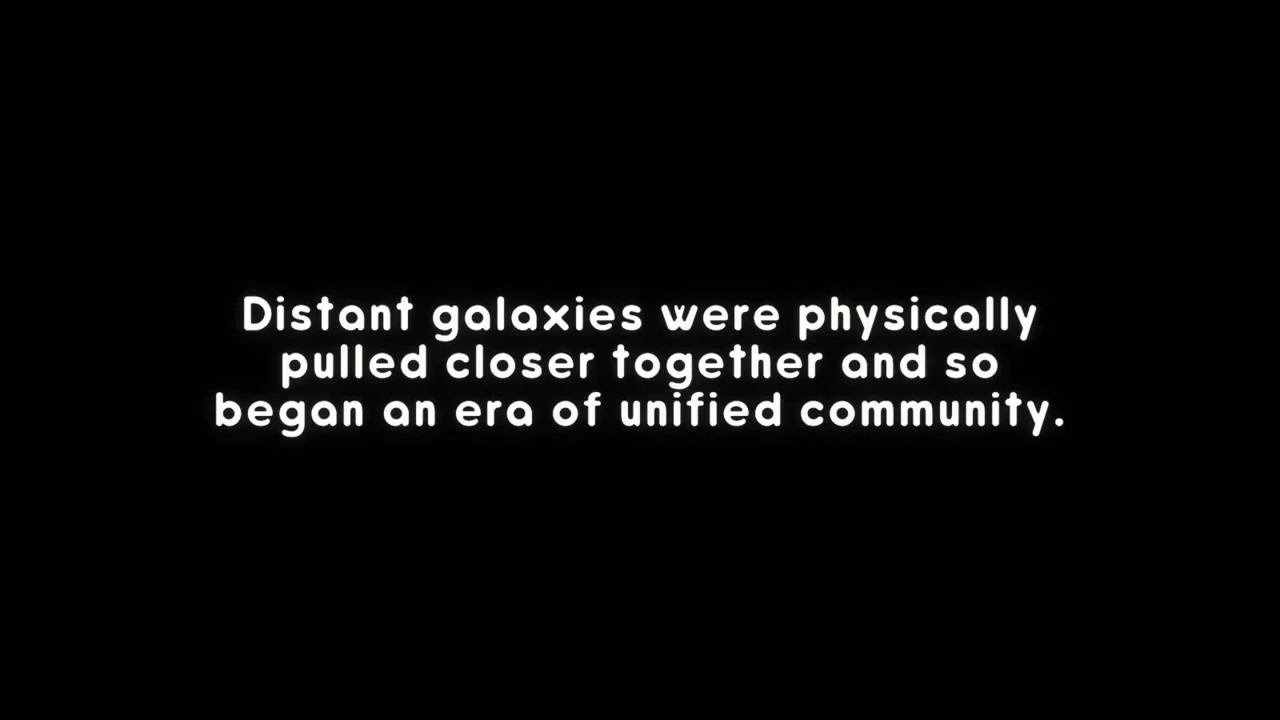 Distant galaxies were physically
pulled closer together and so
began an era of unified community.